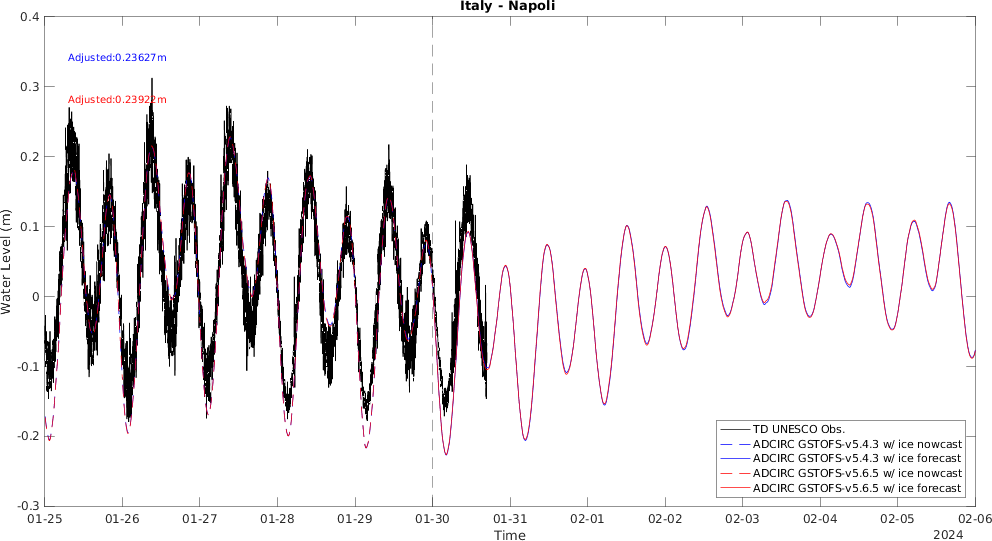 Italy - Napoli
0.4
0.3
0.2
0.1
0
-0.1
-0.2
-0.3
Water Level (m)
Adjusted:0.23627m
Adjusted:0.23922m
TD UNESCO Obs.
ADCIRC GSTOFS-v5.4.3 w/ ice nowcast
ADCIRC GSTOFS-v5.4.3 w/ ice forecast
ADCIRC GSTOFS-v5.6.5 w/ ice nowcast
ADCIRC GSTOFS-v5.6.5 w/ ice forecast
01-25 01-26 01-27 01-28 01-29 01-30 01-31 02-01 02-02 02-03 02-04 02-05 02-06
Time
2024